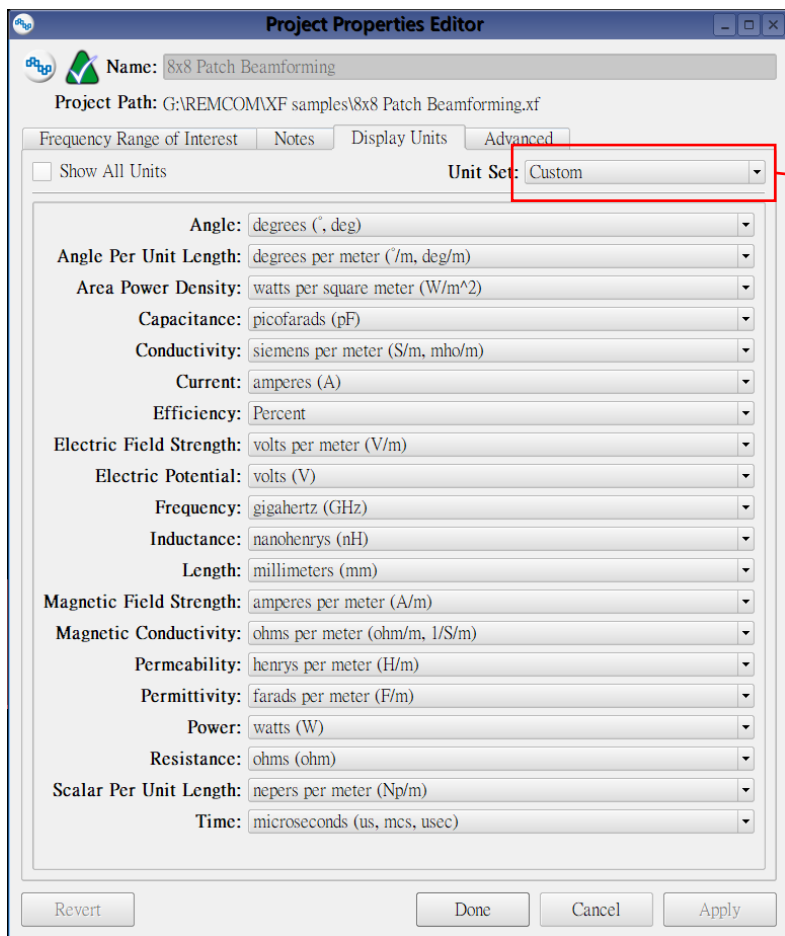 Project Properties Editor
Name: 8x8 Patch Beamforming
Project Path: G:\REMCOM\XF samples\8x8 Patch Beamforming.xf
Frequency Range of Interest Notes Display Units Advanced
Show All Units Unit Set: Custom
Angle: degrees (°, deg)
Angle Per Unit Length: degrees per meter (°/m, deg/m)
Area Power Density: watts per square meter (W/m^2)
Capacitance: picofarads (pF)
Conductivity: siemens per meter (S/m, mho/m)
Current: amperes (A)
Efficiency: Percent
Electric Field Strength: volts per meter (V/m)
Electric Potential: volts (V)
Frequency: gigahertz (GHz)
Inductance: nanohenrys (nH)
Length: millimeters (mm)
Magnetic Field Strength: amperes per meter (A/m)
Magnetic Conductivity: ohms per meter (ohm/m, 1/S/m)
Permeability: henrys per meter (H/m)
Permittivity: farads per meter (F/m)
Power: watts (W)
Resistance: ohms (ohm)
Scalar Per Unit Length: nepers per meter (Np/m)
Time: microseconds (us, mcs, usec)
Revert Done Cancel Apply